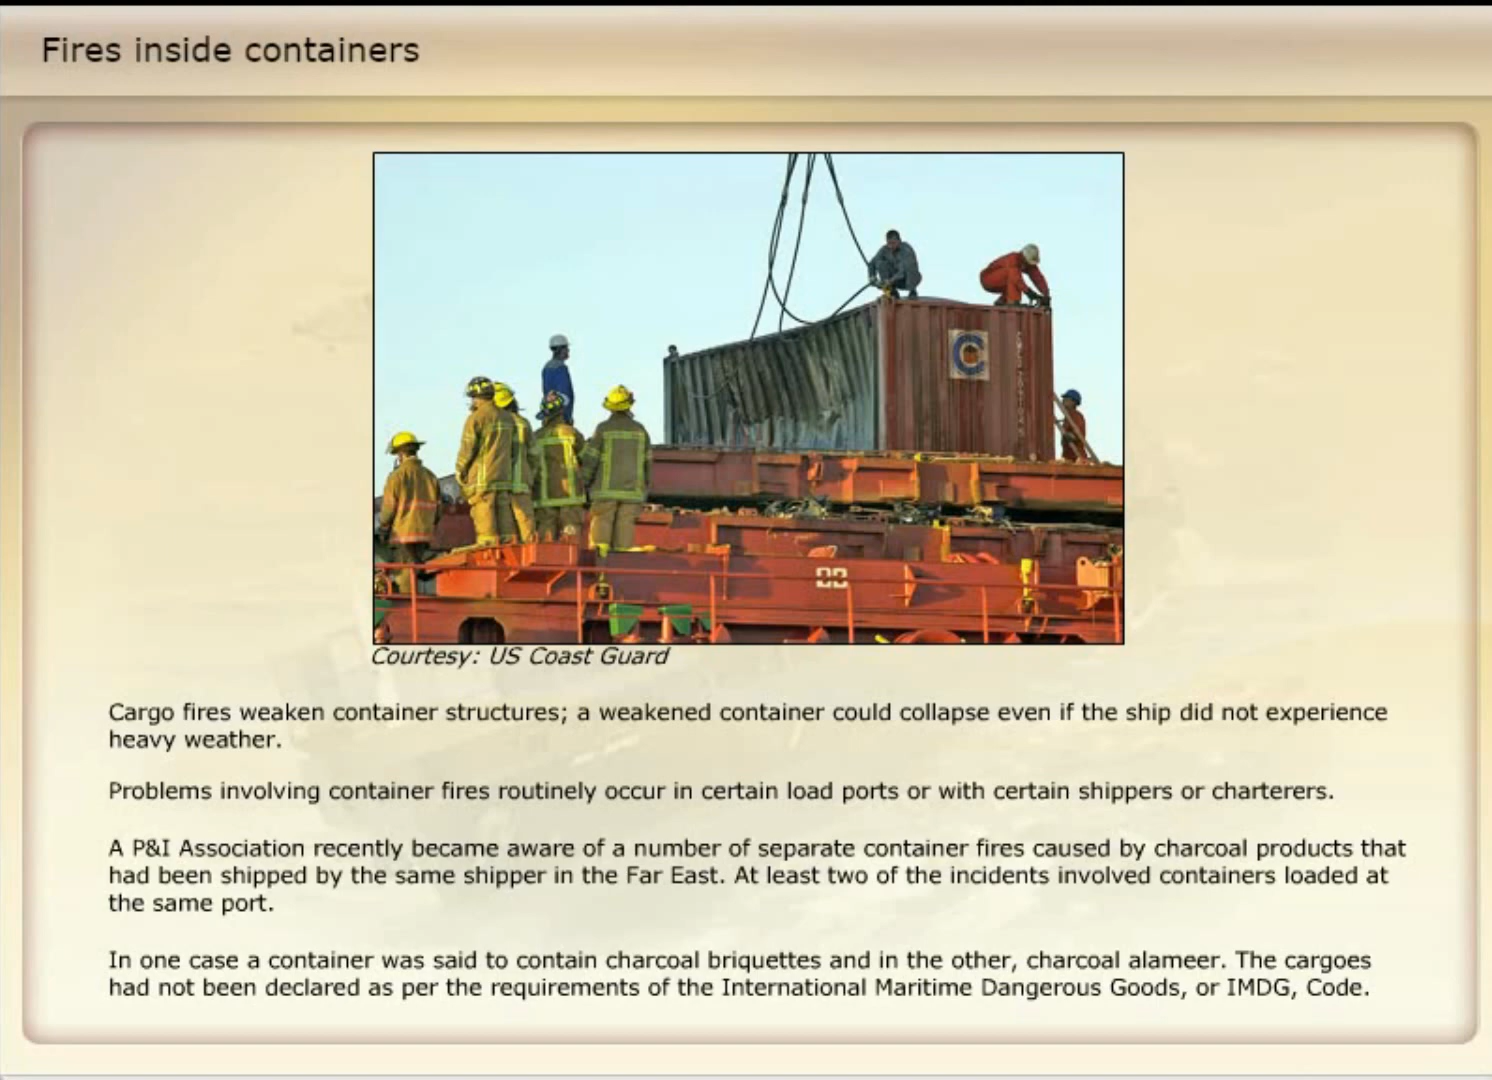 Fires inside containers
Courtesy: US Coast Guard
Cargo fires weaken container structures; a weakened container could collapse even if the ship did not experience
heavy weather.
Problems involving container fires routinely occur in certain load ports or with certain shippers or charterers.
A P&I Association recently became aware of a number of separate container fires caused by charcoal products that
had been shipped by the same shipper in the Far East. At least two of the incidents involved containers loaded at
the same port.
In one case a container was said to contain charcoal briquettes and in the other, charcoal alameer. The cargoes
had not been declared as per the requirements of the International Maritime Dangerous Goods, or IMDG, Code.